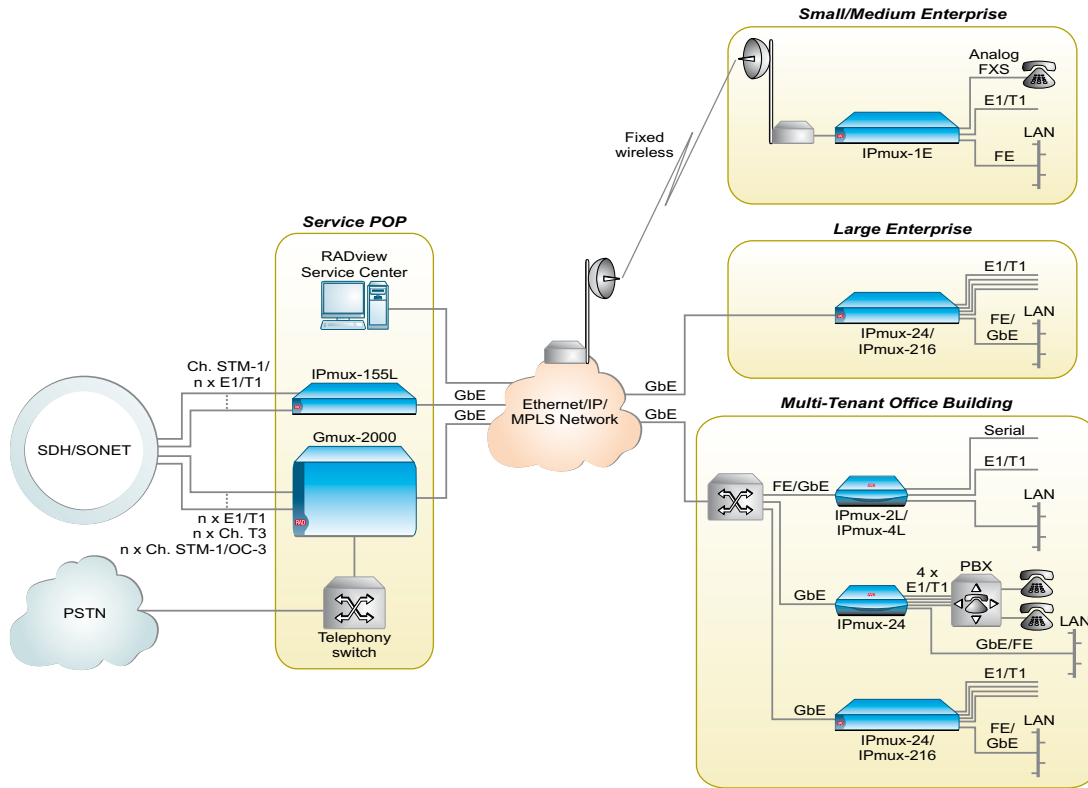 Small/Medium Enterprise
Analog
FXS
E1/T1
LAN
FE
IPmux-1E
Fixed
wireless
Service POP
RADview
Service Center
Large Enterprise
E1/T1
LAN
FE/
GbE
IPmux-24/
IPmux-216
Ch. STM-1/
n x E1/T1
IPmux-155L
GbE
GbE
Ethernet/IP/
MPLS Network
GbE
GbE
SDH/SONET
Gmux-2000
RAD
n x E1/T1
n x Ch. T3
n x Ch. STM-1/OC-3
PSTN
Telephony
switch
Multi-Tenant Office Building
Serial
E1/T1
FE/GbE
LAN
IPmux-2L/
IPmux-4L
4 x
E1/T1
PBX
GbE
IPmux-24
LAN
GbE/FE
E1/T1
GbE
LAN
FE/
GbE
IPmux-24/
IPmux-216